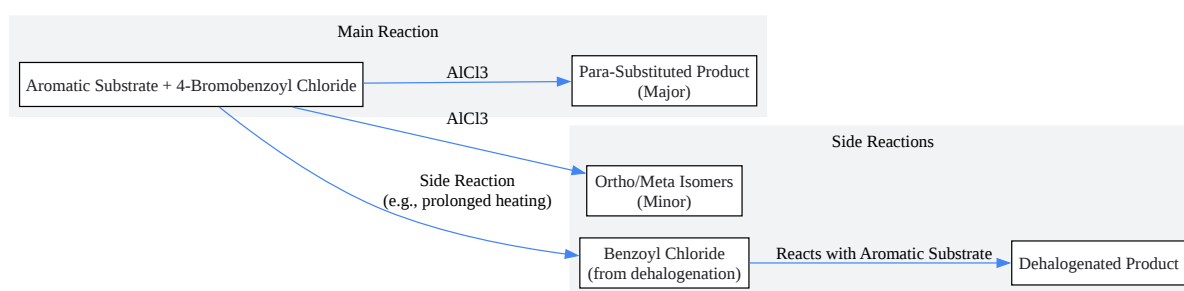 Main Reaction
Aromatic Substrate + 4-Bromobenzoyl Chloride
AlCl3
Para-Substituted Product
(Major)
AlCl3
Side Reactions
Ortho/Meta Isomers
(Minor)
Side Reaction
(e.g., prolonged heating)
Benzoyl Chloride
(from dehalogenation)
Reacts with Aromatic Substrate
Dehalogenated Product